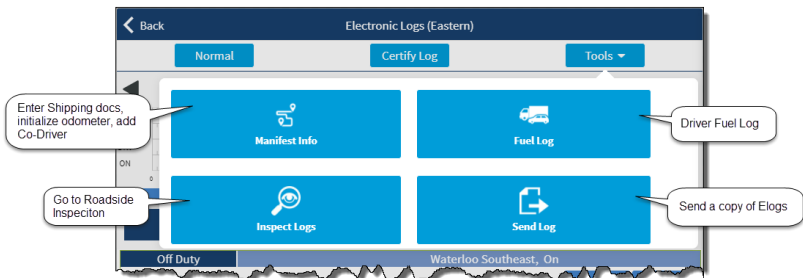 Back
Electronic Logs (Eastern)
Normal
Certify Log
Tools
Enter Shipping docs,
initialize odometer, add
Co-Driver
Manifest Info
Fuel Log
Driver Fuel Log
ON
0
Go to Roadside
Inspeciton
Inspect Logs
Send Log
Send a copy of Elogs
Off Duty
Waterloo Southeast, On